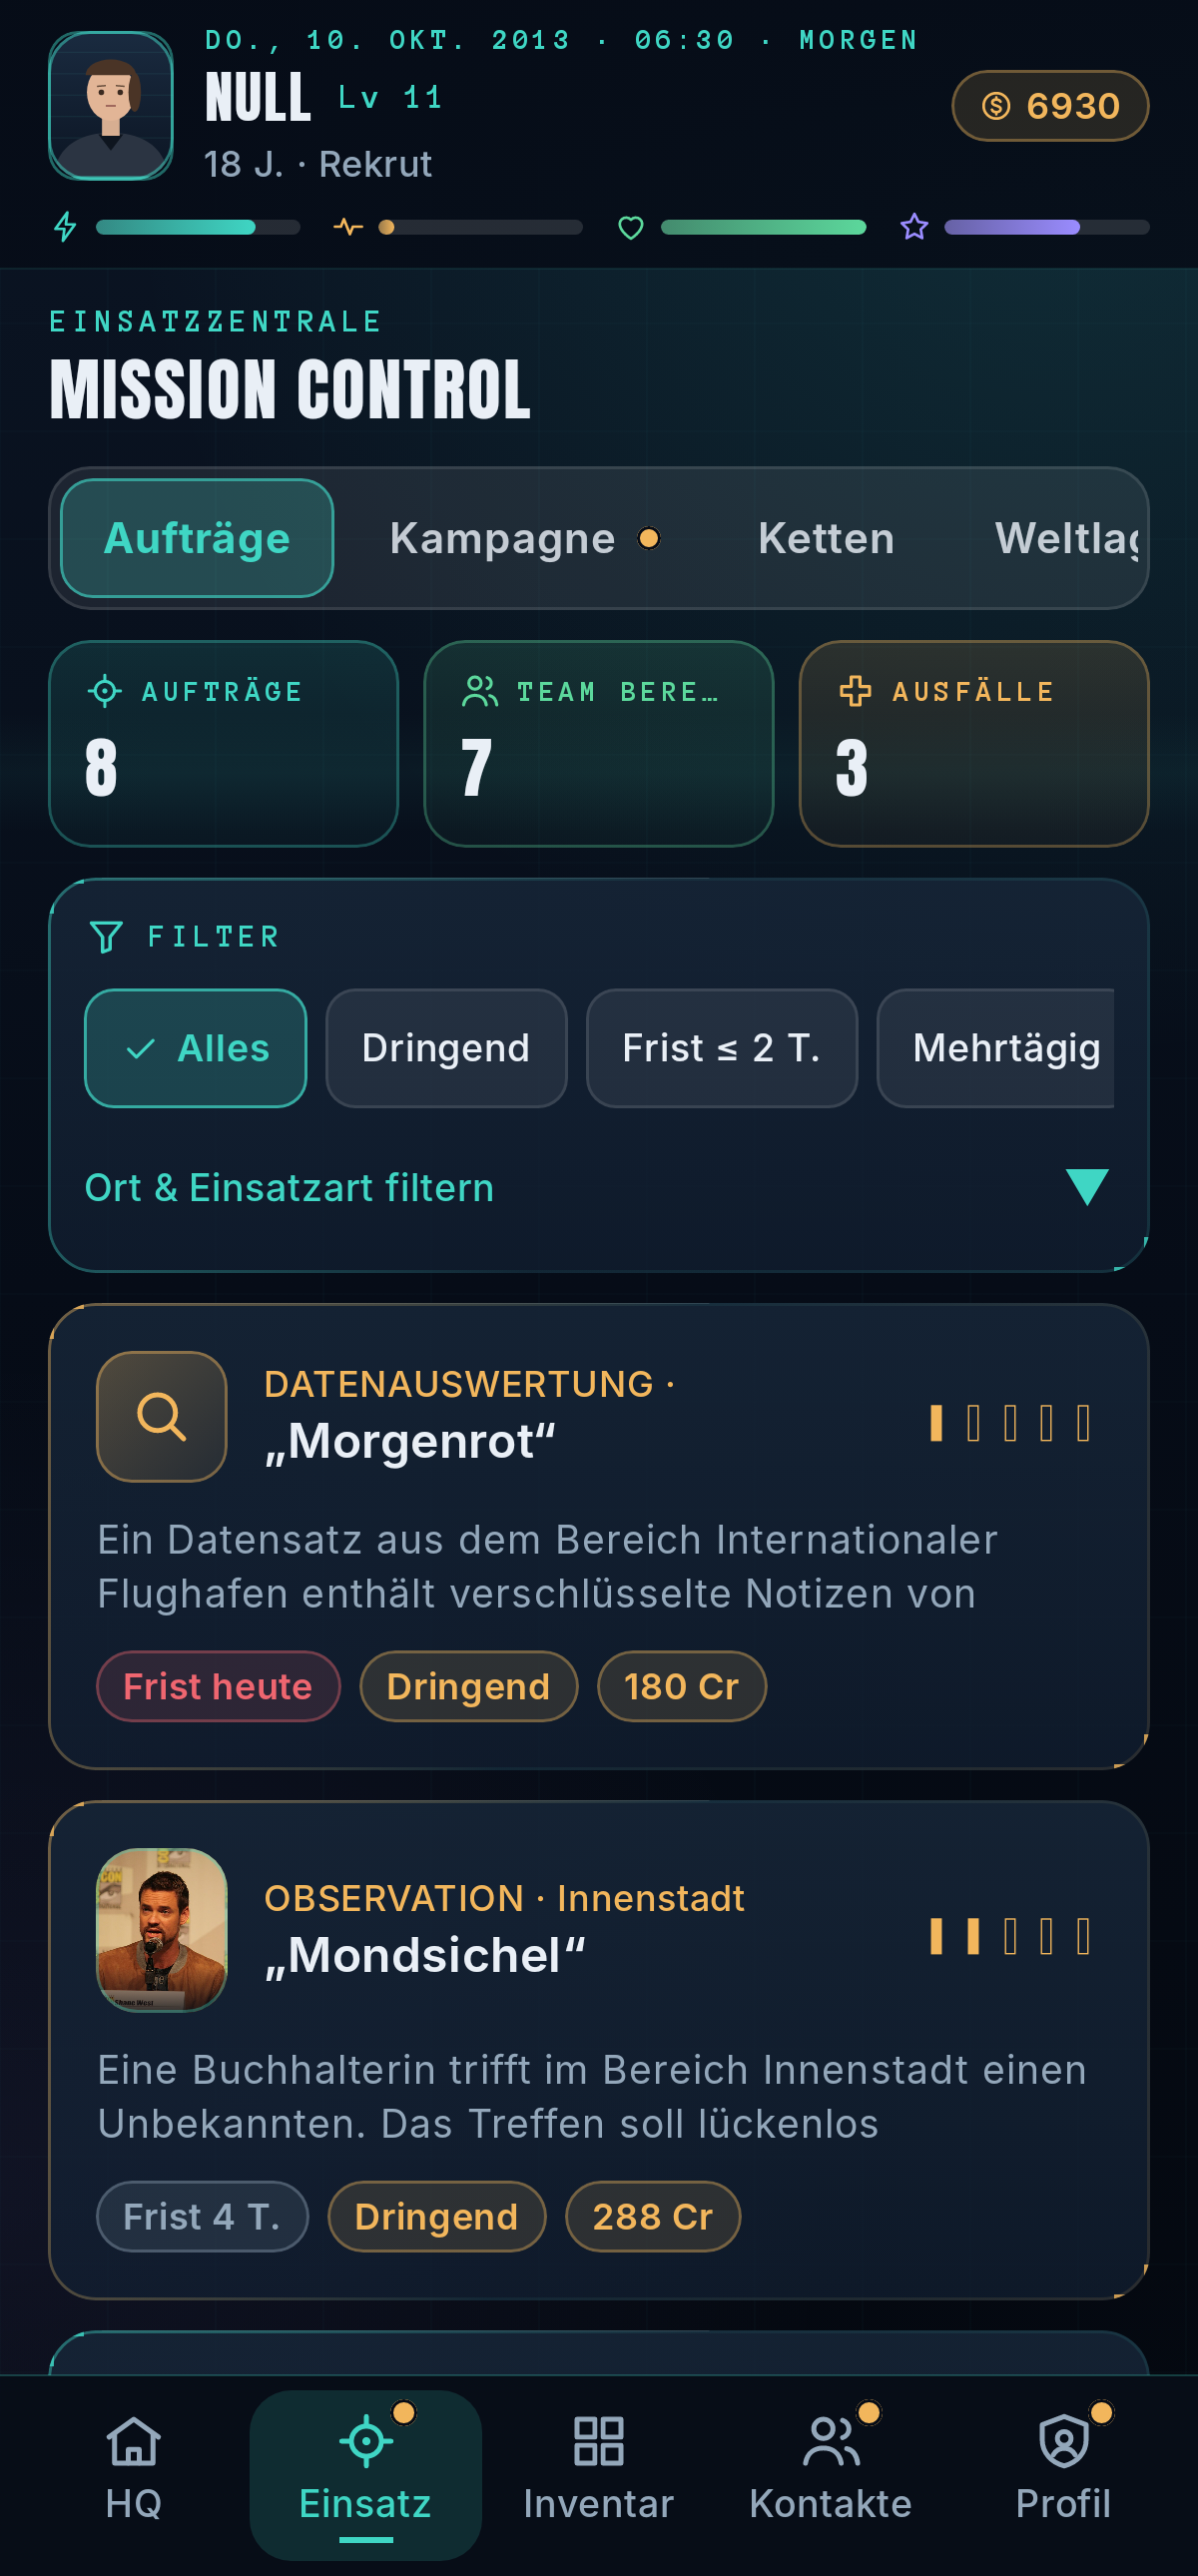 DO., 10. OKT. 2013 · 06:30 · MORGEN
NULL Lv 11
6930
18 J. · Rekrut
EINSATZZENTRALE
MISSION CONTROL
Aufträge Kampagne Ketten Weltlag
AUFTRÄGE TEAM BERE… AUSFÄLLE
8 7 3
FILTER
Alles Dringend Frist ≤ 2 T. Mehrtägig
Ort & Einsatzart filtern
DATENAUSWERTUNG ·
„Morgenrot“
Ein Datensatz aus dem Bereich Internationaler
Flughafen enthält verschlüsselte Notizen von
Frist heute Dringend 180 Cr
CON
OBSERVATION · Innenstadt
„Mondsichel“
Shane West
Eine Buchhalterin trifft im Bereich Innenstadt einen
Unbekannten. Das Treffen soll lückenlos
Frist 4 T. Dringend 288 Cr
HQ Einsatz Inventar Kontakte Profil